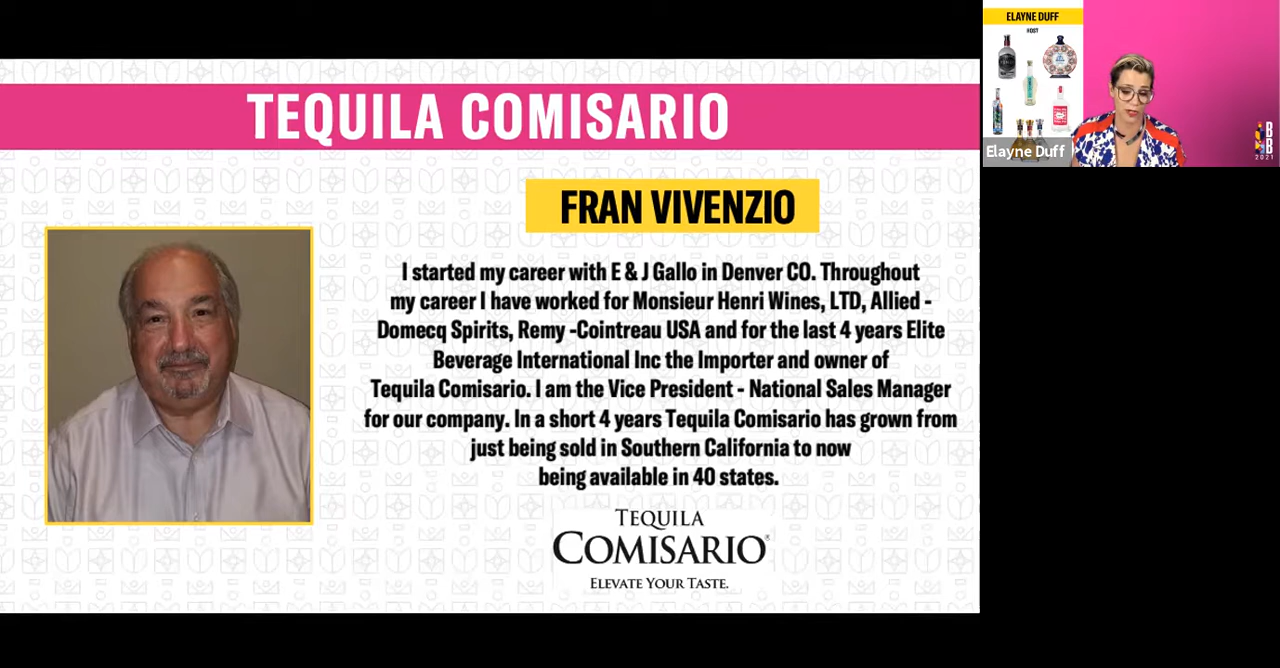 TEQUILA COMISARIO
FRAN VIVENZIO
I started my career with E & J Gallo in Denver CO. Throughout
my career I have worked for Monsieur Henri Wines, LTD, Allied -
Domecq Spirits, Remy -Cointreau USA and for the last 4 years Elite
Beverage International Inc the Importer and owner of
Tequila Comisario. I am the Vice President - National Sales Manager
for our company. In a short 4 years Tequila Comisario has grown from
just being sold in Southern California to now
being available in 40 states.
TEQUILA
COMISARIO®
ELEVATE YOUR TASTE.
ELAYNE DUFF
HOST
Elayne Duff
BB
2021